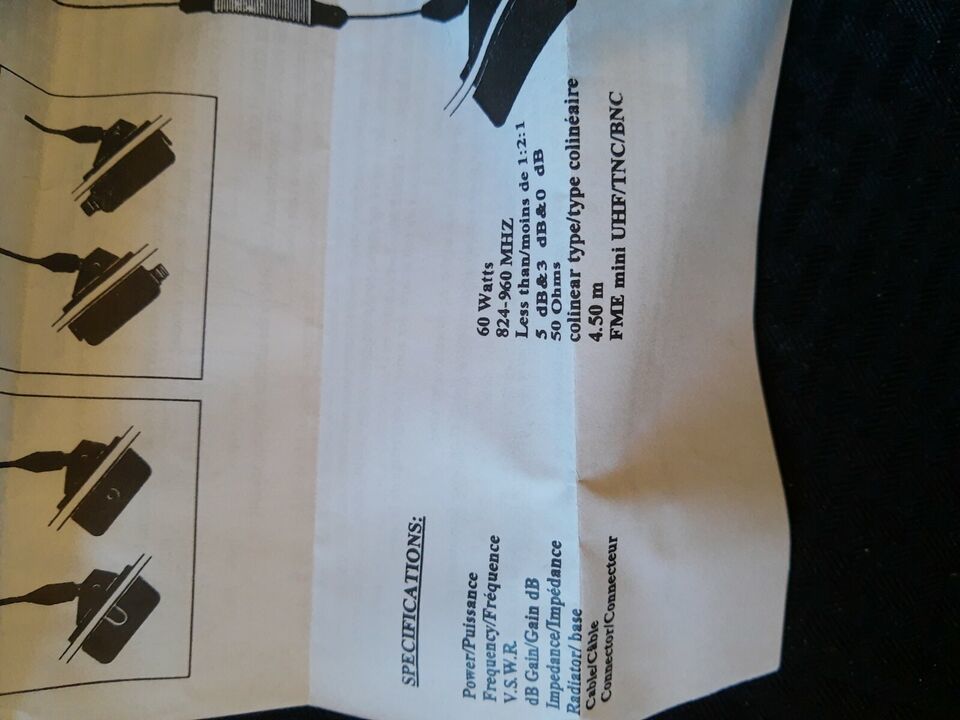 SPECIFICATIONS:
Power/Puissance 60 Watts
Frequency/Fréquence 824-960 MHZ
V.S.W.R. Less than/moins de 1:2:1
dB Gain/Gain dB 5 dB&3 dB&0 dB
Impedance/Impédance 50 Ohms
Radiator/base colinear type/type colinéaire
Cable/Câble 4.50 m
Connector/Connecteur FME mini UHF/TNC/BNC